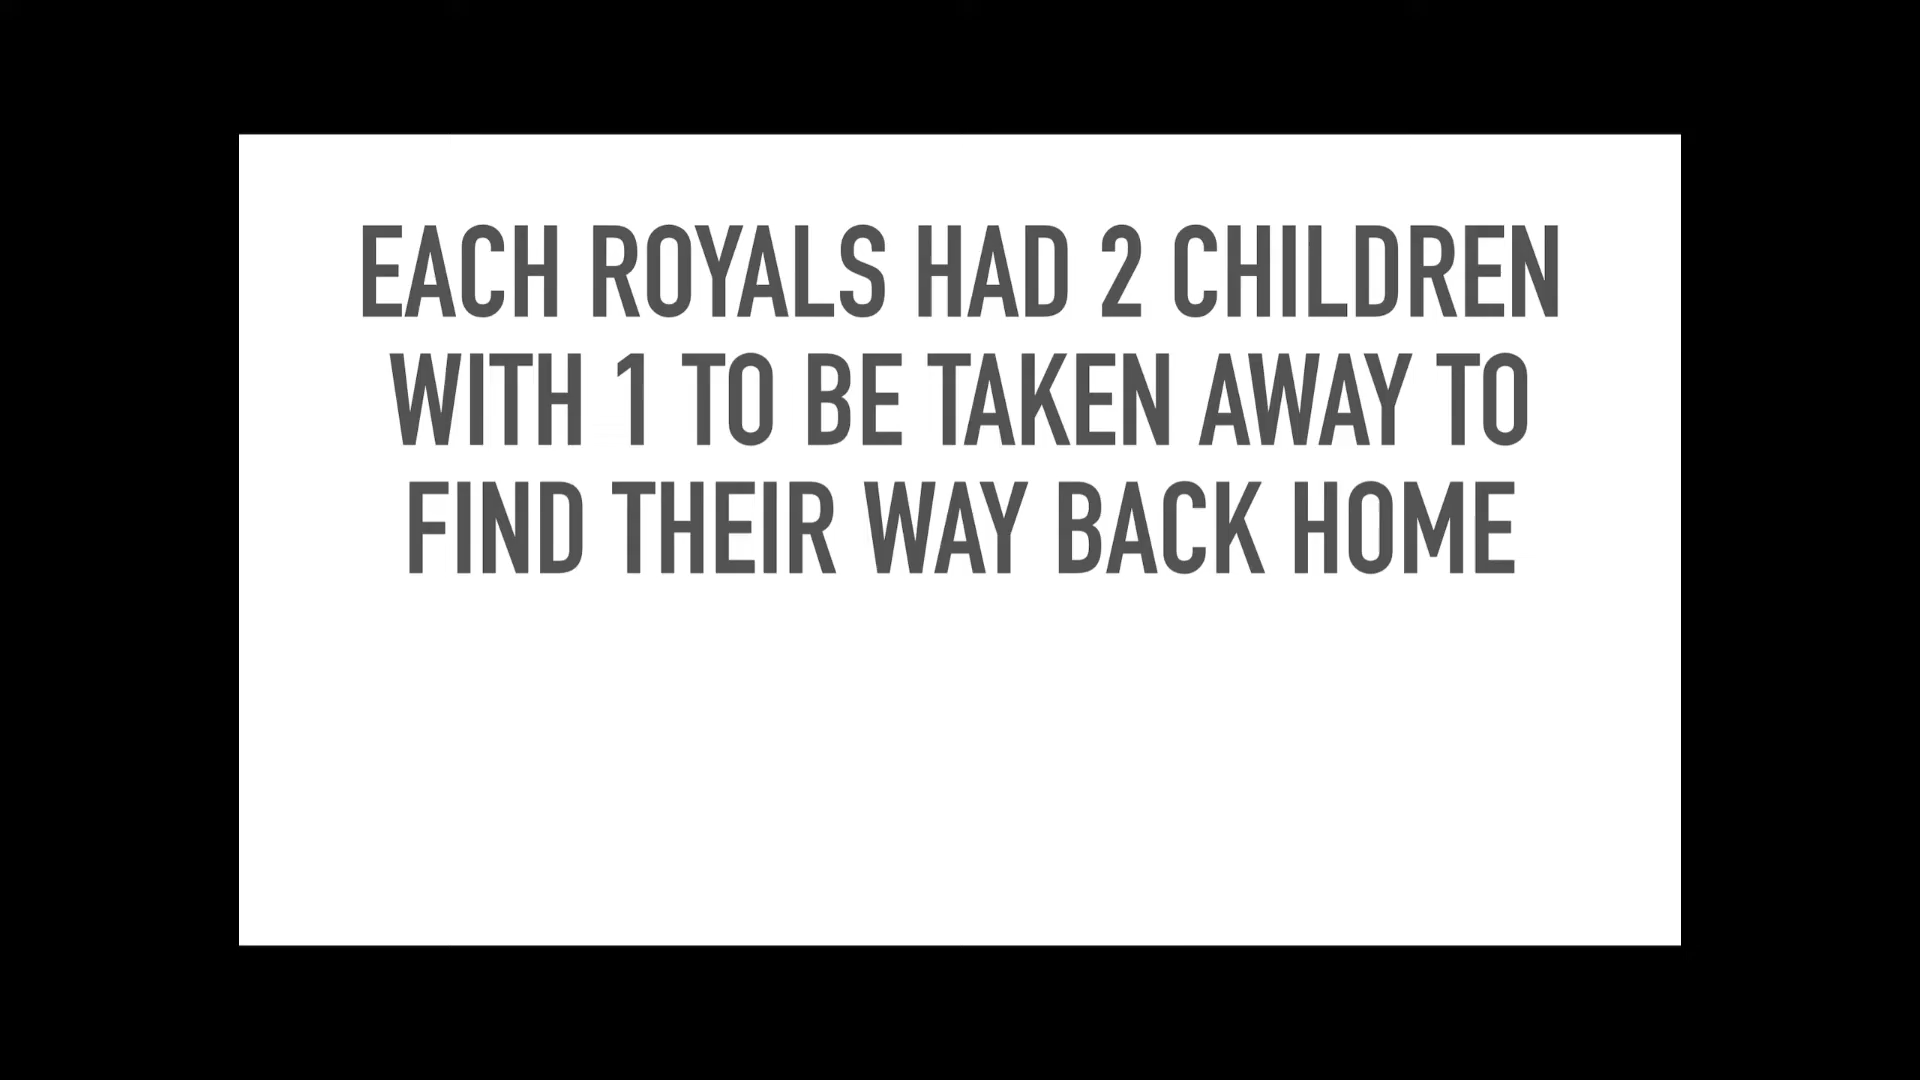 EACH ROYALS HAD 2 CHILDREN
WITH 1 TO BE TAKEN AWAY TO
FIND THEIR WAY BACK HOME